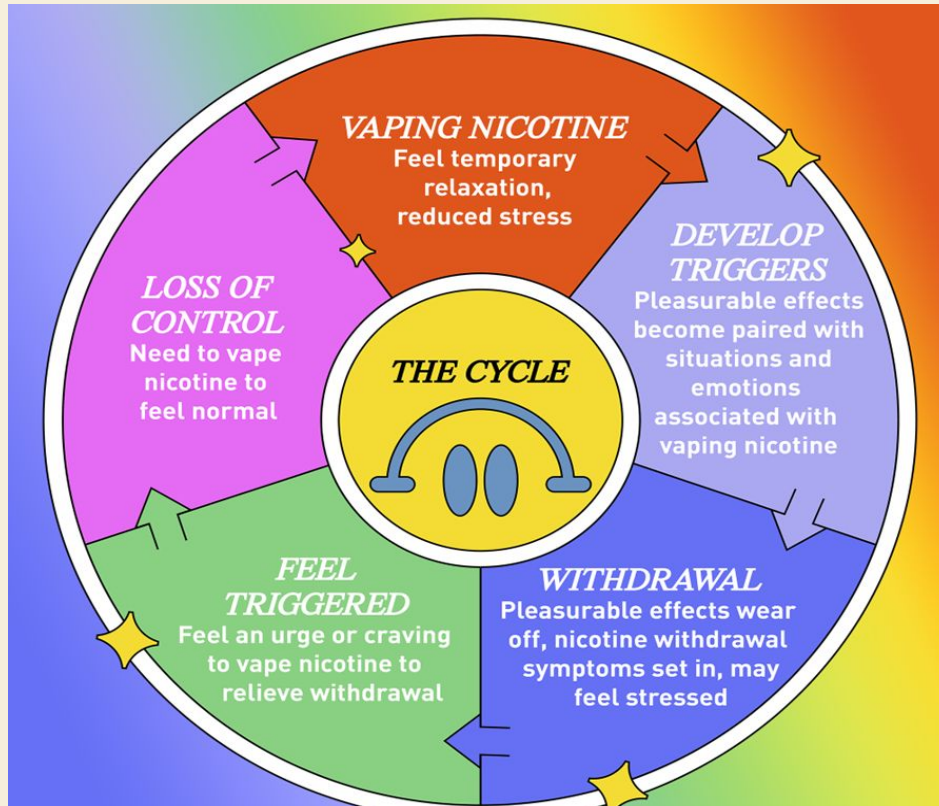 VAPING NICOTINE
Feel temporary
relaxation,
reduced stress
DEVELOP
TRIGGERS
Pleasurable effects
become paired with
situations and
emotions
associated with
vaping nicotine
WITHDRAWAL
Pleasurable effects wear
off, nicotine withdrawal
symptoms set in, may
feel stressed
FEEL
TRIGGERED
Feel an urge or craving
to vape nicotine to
relieve withdrawal
LOSS OF
CONTROL
Need to vape
nicotine to
feel normal
THE CYCLE